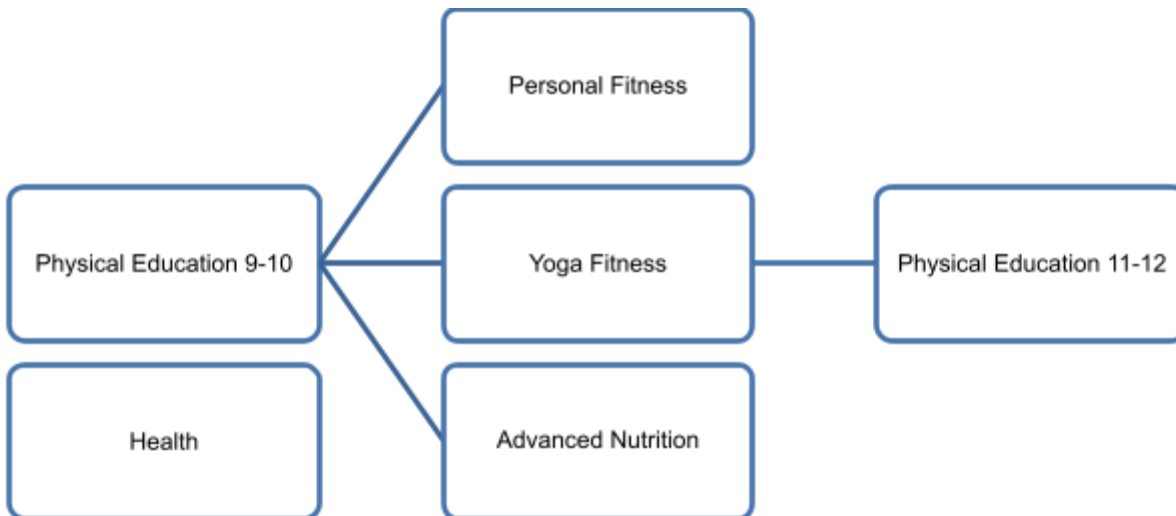 Personal Fitness
Physical Education 9-10
Yoga Fitness
Physical Education 11-12
Health
Advanced Nutrition